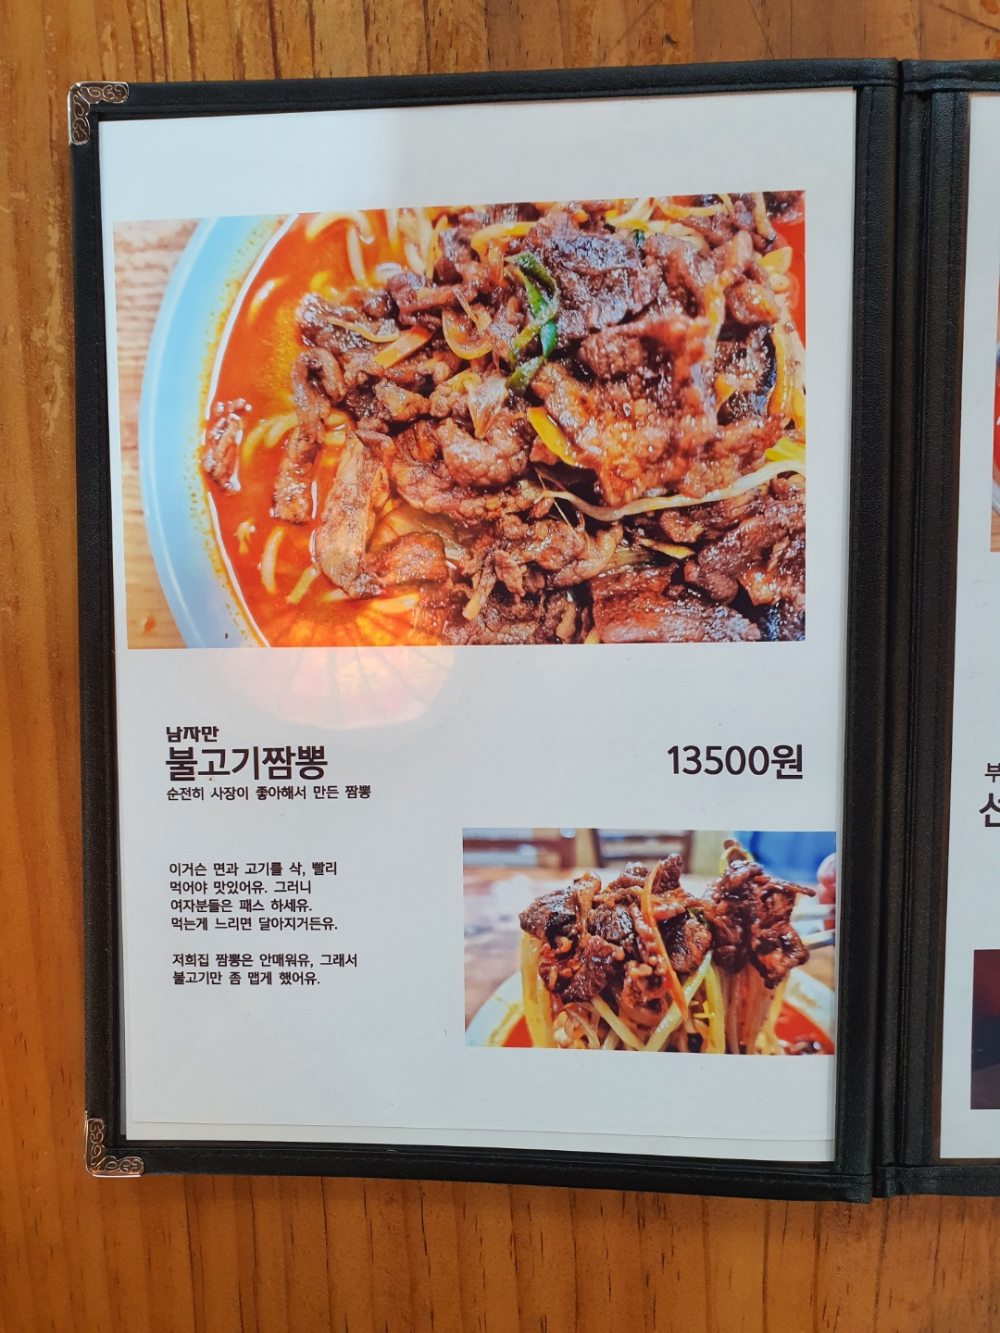 남자만
불고기짬뽕
13500원
순전히 사장이 좋아해서 만든 짬뽕
이거슨 면과 고기를 삭, 빨리
먹어야 맛있어유. 그러니
여자분들은 패스 하세유.
먹는게 느리면 달아지거든유.
저희집 짬뽕은 안매워유, 그래서
불고기만 좀 맵게 했어유.
부
선